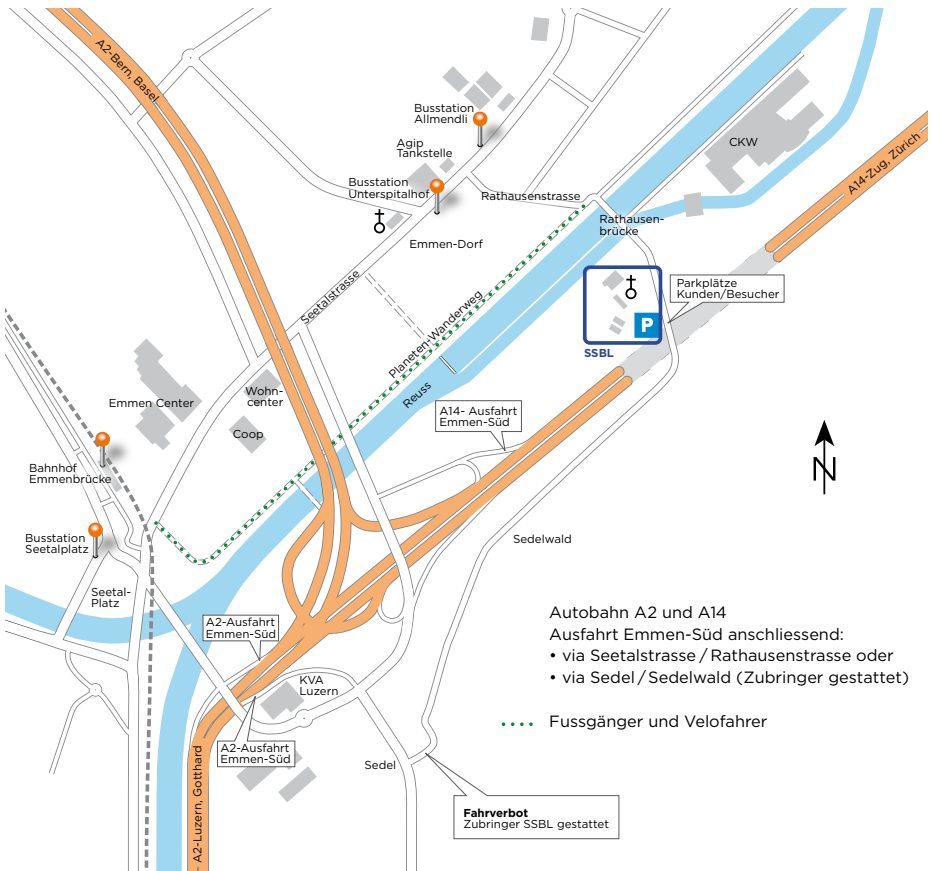 A2-Bern, Basel
Busstation
Allmendli
Agip
Tankstelle
CKW
A14-Zug, Zürich
Busstation
Unterspitalhof
Rathausenstrasse
Rathausen-
brücke
Emmen-Dorf
Seetalstrasse
Parkplätze
Kunden/Besucher
P
SSBL
Planeten-Wanderweg
Reuss
Emmen Center
Wohn-
center
Coop
A14- Ausfahrt
Emmen-Süd
N
Bahnhof
Emmenbrücke
Busstation
Seetalplatz
Sedelwald
Seetal-
Platz
A2-Ausfahrt
Emmen-Süd
Autobahn A2 und A14
Ausfahrt Emmen-Süd anschliessend:
• via Seetalstrasse / Rathausenstrasse oder
• via Sedel / Sedelwald (Zubringer gestattet)
KVA
Luzern
Fussgänger und Velofahrer
A2-Ausfahrt
Emmen-Süd
Sedel
A2-Luzern, Gotthard
Fahrverbot
Zubringer SSBL gestattet